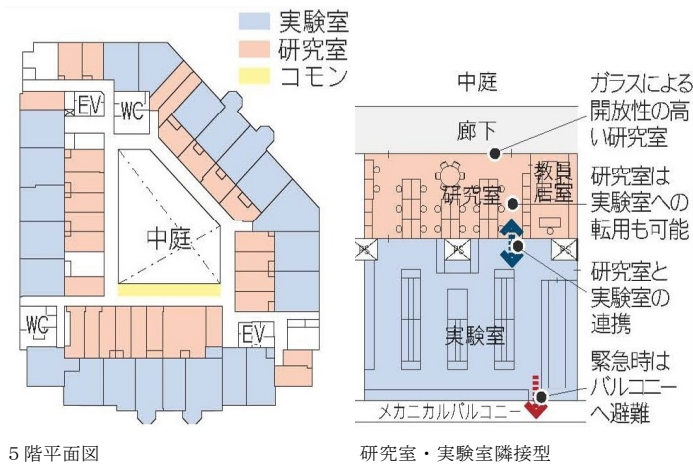 実験室
研究室
コモン
EV
WC
中庭
WC
EV
5階平面図
中庭
廊下
研究室
教員
居室
PS
PS
PS
実験室
メカニカルバルコニー
ガラスによる
開放性の高
い研究室
研究室は
実験室への
転用も可能
研究室と
実験室の
連携
緊急時は
バルコニー
へ避難
研究室・実験室隣接型